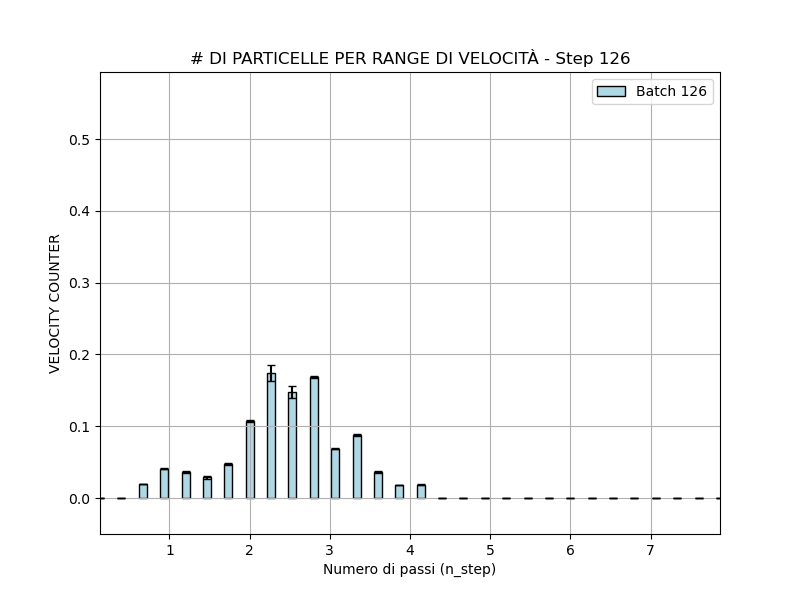 # DI PARTICELLE PER RANGE DI VELOCITÀ - Step 126
Batch 126
VELOCITY COUNTER
0.5
0.4
0.3
0.2
0.1
0.0
1 2 3 4 5 6 7
Numero di passi (n_step)